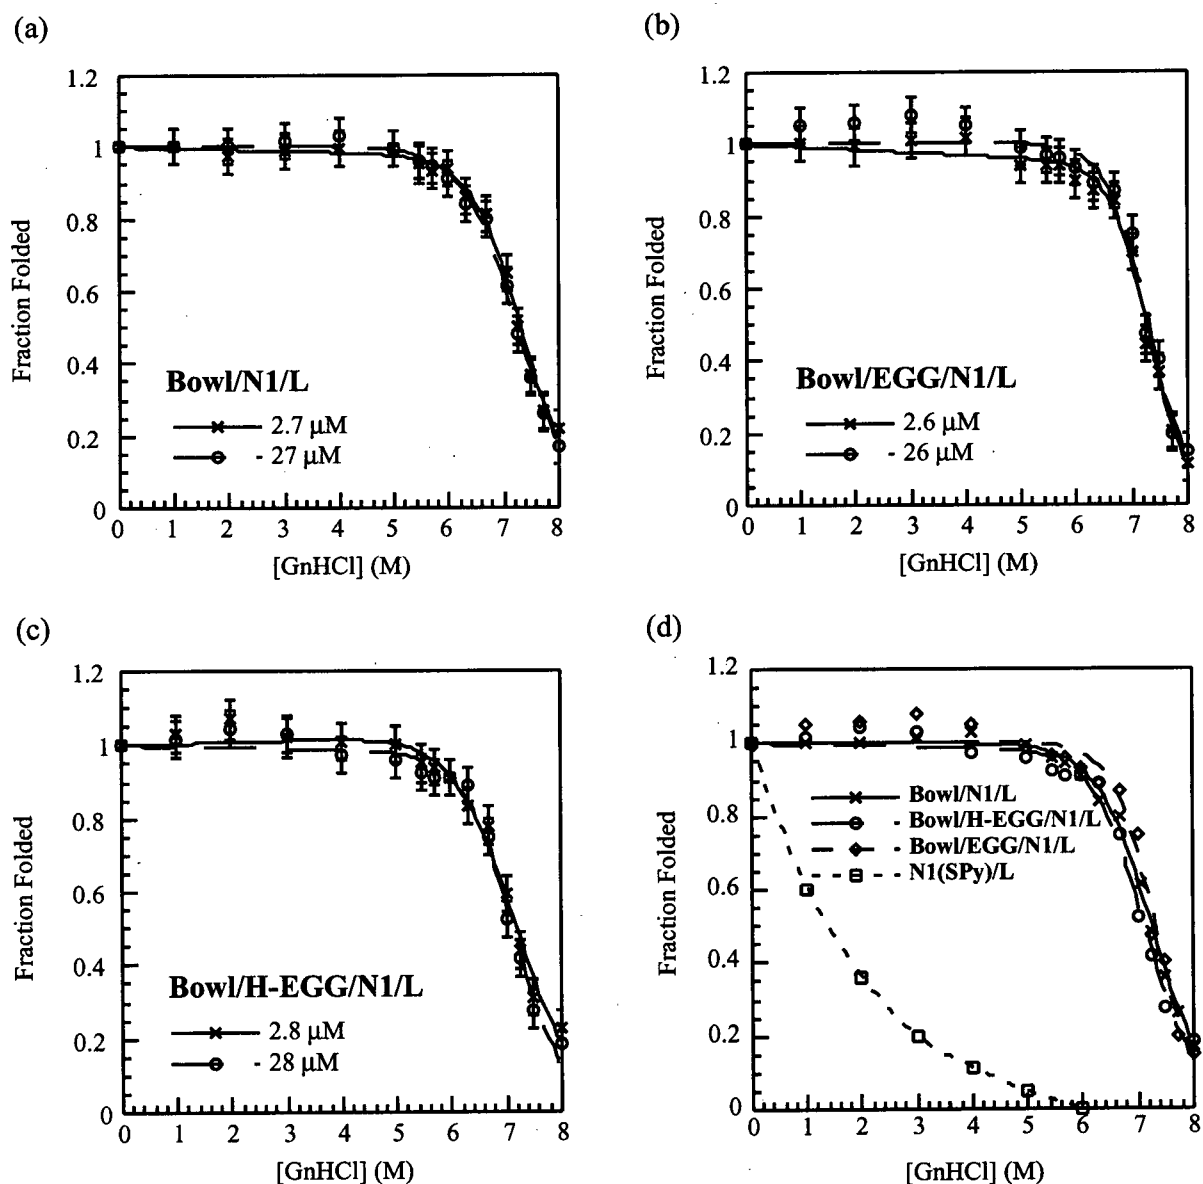 (a)
1.2
1
0.8
0.6
0.4
0.2
0
Fraction Folded
Bowl/N1/L
2.7 μM
- 27 μM
0 1 2 3 4 5 6 7 8
[GnHCl] (M)
(b)
1.2
1
0.8
0.6
0.4
0.2
0
Fraction Folded
Bowl/EGG/N1/L
2.6 μM
- 26 μM
0 1 2 3 4 5 6 7 8
[GnHCl] (M)
(c)
1.2
1
0.8
0.6
0.4
0.2
0
Fraction Folded
Bowl/H-EGG/N1/L
2.8 μM
- 28 μM
0 1 2 3 4 5 6 7 8
[GnHCl] (M)
(d)
1.2
1
0.8
0.6
0.4
0.2
0
Fraction Folded
Bowl/N1/L
- Bowl/H-EGG/N1/L
- Bowl/EGG/N1/L
N1(SPy)/L
0 1 2 3 4 5 6 7 8
[GnHCl] (M)